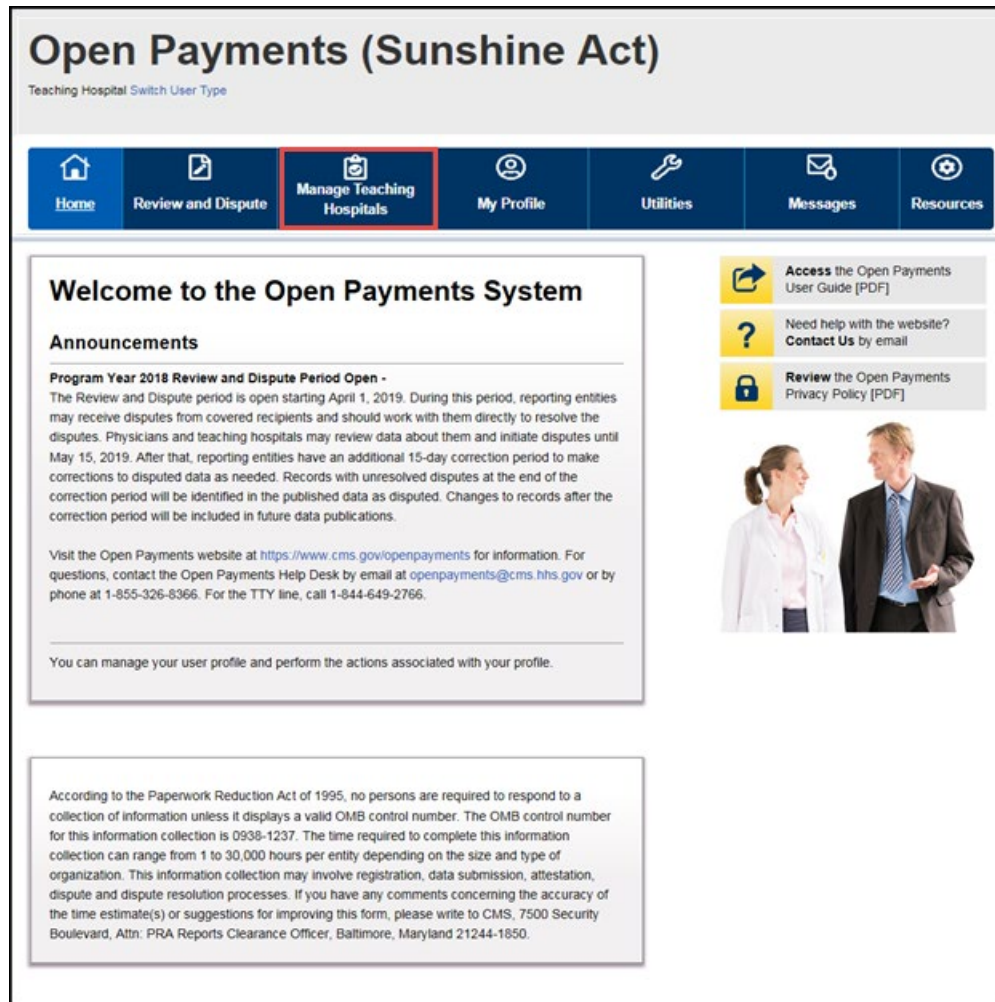 Open Payments (Sunshine Act)
Teaching Hospital Switch User Type
Home
Review and Dispute
Manage Teaching
Hospitals
My Profile
Utilities
Messages
Resources
Welcome to the Open Payments System
Announcements
Program Year 2018 Review and Dispute Period Open -
The Review and Dispute period is open starting April 1, 2019. During this period, reporting entities
may receive disputes from covered recipients and should work with them directly to resolve the
disputes. Physicians and teaching hospitals may review data about them and initiate disputes until
May 15, 2019. After that, reporting entities have an additional 15-day correction period to make
corrections to disputed data as needed. Records with unresolved disputes at the end of the
correction period will be identified in the published data as disputed. Changes to records after the
correction period will be included in future data publications.
Visit the Open Payments website at https://www.cms.gov/openpayments for information. For
questions, contact the Open Payments Help Desk by email at openpayments@cms.hhs.gov or by
phone at 1-855-326-8366. For the TTY line, call 1-844-649-2766.
You can manage your user profile and perform the actions associated with your profile.
Access the Open Payments
User Guide [PDF]
?
Need help with the website?
Contact Us by email
Review the Open Payments
Privacy Policy [PDF]
According to the Paperwork Reduction Act of 1995, no persons are required to respond to a
collection of information unless it displays a valid OMB control number. The OMB control number
for this information collection is 0938-1237. The time required to complete this information
collection can range from 1 to 30,000 hours per entity depending on the size and type of
organization. This information collection may involve registration, data submission, attestation,
dispute and dispute resolution processes. If you have any comments concerning the accuracy of
the time estimate(s) or suggestions for improving this form, please write to CMS, 7500 Security
Boulevard, Attn: PRA Reports Clearance Officer, Baltimore, Maryland 21244-1850.